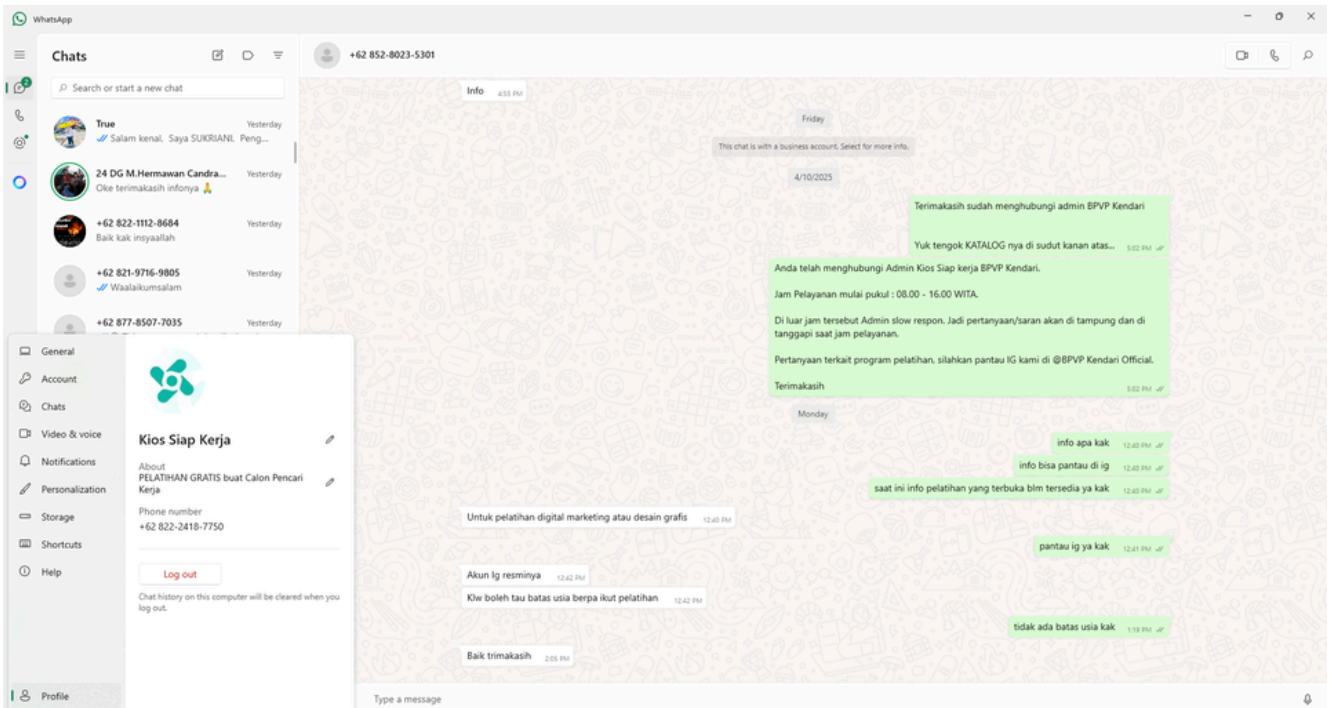 WhatsApp
Chats
2
Search or start a new chat
True
Yesterday
Salam kenal, Saya SUKRIANI, Peng...
24 DG M.Hermawan Candra...
Yesterday
Oke terimakasih infonya 🙏
+62 822-1112-8684
Yesterday
Baik kak insyaallah
+62 821-9716-9805
Yesterday
Waalaikumsalam
+62 877-8507-7035
Yesterday
General
Account
Chats
Video & voice
Notifications
Personalization
Storage
Shortcuts
Help
Profile
Kios Siap Kerja
About
PELATIHAN GRATIS buat Calon Pencari
Kerja
Phone number
+62 822-2418-7750
Log out
Chat history on this computer will be cleared when you
log out.
+62 852-8023-5301
Info 4:55 PM
Friday
This chat is with a business account. Select for more info.
4/10/2025
Terimakasih sudah menghubungi admin BPVP Kendari
Yuk tengok KATALOG nya di sudut kanan atas... 5:02 PM
Anda telah menghubungi Admin Kios Siap kerja BPVP Kendari.
Jam Pelayanan mulai pukul : 08.00 - 16.00 WITA.
Di luar jam tersebut Admin slow respon. Jadi pertanyaan/saran akan di tampung dan di
tanggapi saat jam pelayanan.
Pertanyaan terkait program pelatihan, silahkan pantau IG kami di @BPVP Kendari Official.
Terimakasih 5:02 PM
Monday
info apa kak 12:40 PM
info bisa pantau di ig 12:40 PM
saat ini info pelatihan yang terbuka blm tersedia ya kak 12:40 PM
Untuk pelatihan digital marketing atau desain grafis 12:40 PM
pantau ig ya kak 12:41 PM
Akun Ig resminya 12:42 PM
Klw boleh tau batas usia berpa ikut pelatihan 12:42 PM
tidak ada batas usia kak 1:19 PM
Baik trimakasih 2:05 PM
Type a message